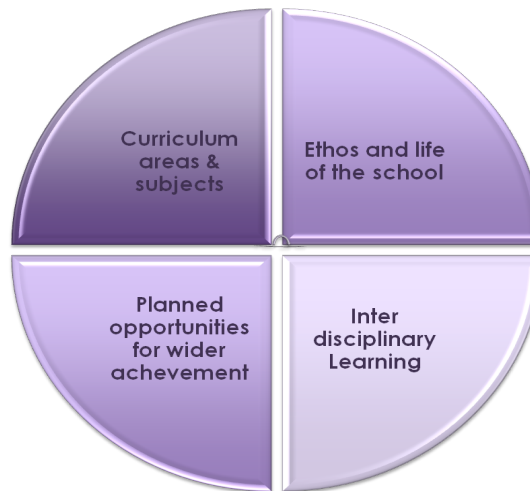 Curriculum
areas &
subjects
Ethos and life
of the school
Planned
opportunities
for wider
achevement
Inter
disciplinary
Learning